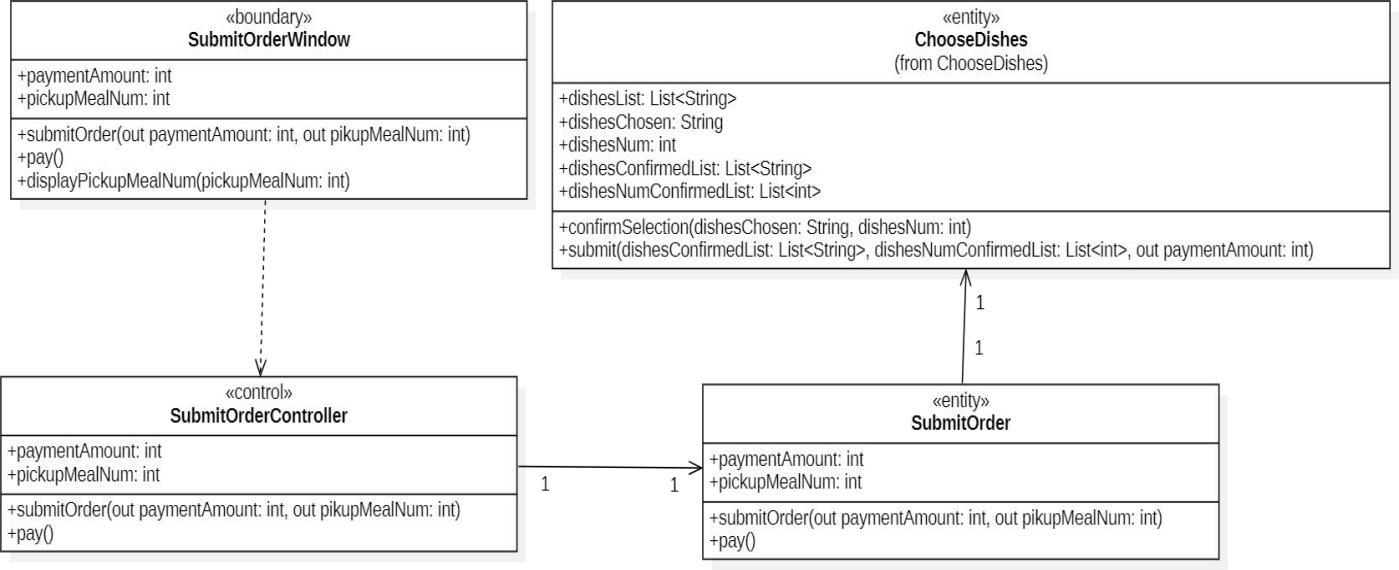 «boundary»
SubmitOrderWindow
+paymentAmount: int
+pickupMealNum: int
+submitOrder(out paymentAmount: int, out pikupMealNum: int)
+pay()
+displayPickupMealNum(pickupMealNum: int)
«entity»
ChooseDishes
(from ChooseDishes)
+dishesList: List<String>
+dishesChosen: String
+dishesNum: int
+dishesConfirmedList: List<String>
+dishesNumConfirmedList: List<int>
+confirmSelection(dishesChosen: String, dishesNum: int)
+submit(dishesConfirmedList: List<String>, dishesNumConfirmedList: List<int>, out paymentAmount: int)
1
1
«control»
SubmitOrderController
+paymentAmount: int
+pickupMealNum: int
+submitOrder(out paymentAmount: int, out pikupMealNum: int)
+pay()
1
1
«entity»
SubmitOrder
+paymentAmount: int
+pickupMealNum: int
+submitOrder(out paymentAmount: int, out pikupMealNum: int)
+pay()